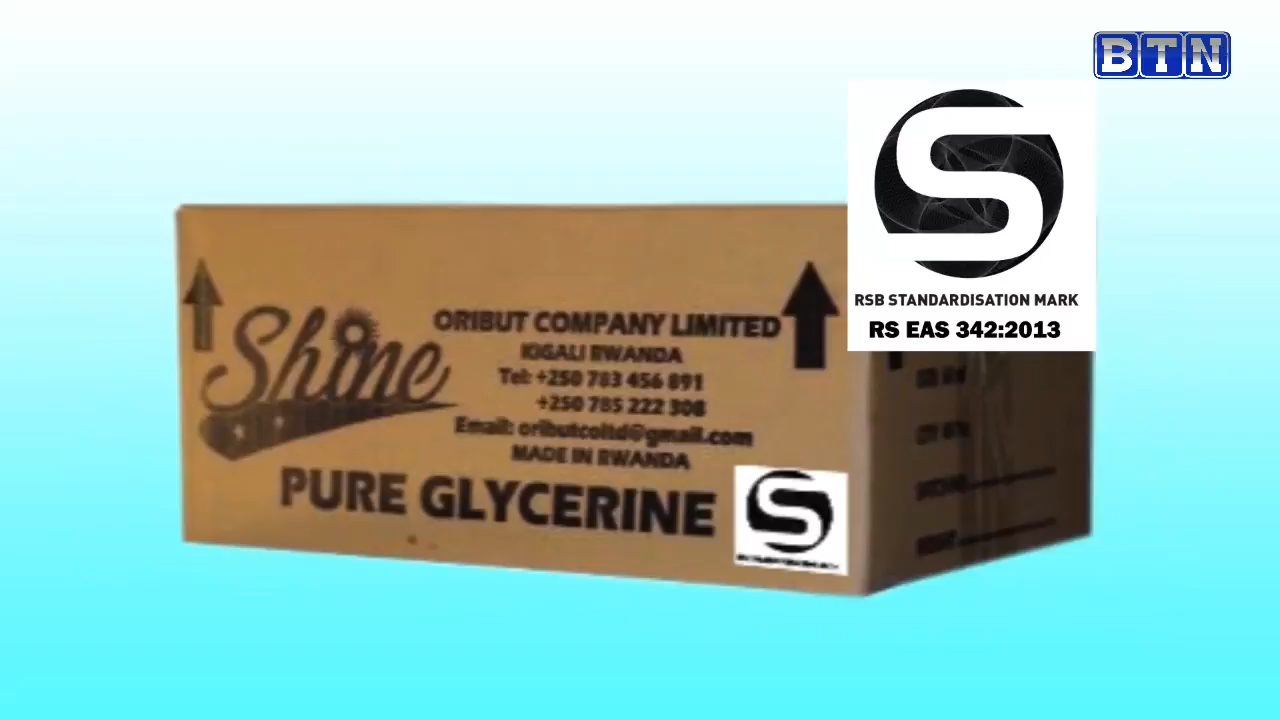 BTN
S
RSB STANDARDISATION MARK
RS EAS 342:2013
Shine
ORIBUT COMPANY LIMITED
KIGALI RWANDA
Tel: +250 783 456 891
+250 785 222 308
Email: oributcoltd@gmail.com
MADE IN RWANDA
PURE GLYCERINE
S